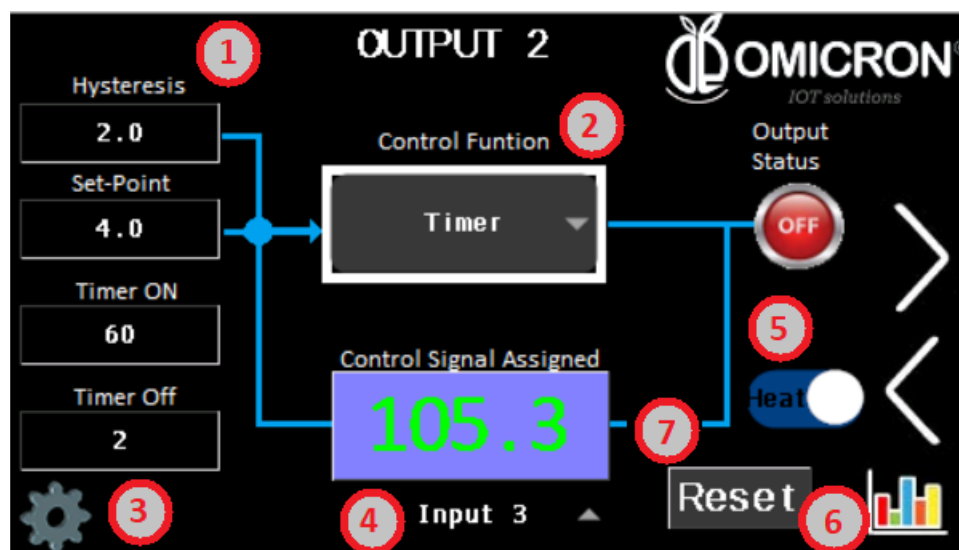 1
OUTPUT 2
OMICRON
IOT solutions
Hysteresis
2.0
Control Funtion
2
Output
Status
Set-Point
4.0
Timer
OFF
Timer ON
60
5
Control Signal Assigned
Heat
Timer Off
2
105.3
7
3
4
Input 3
Reset
6